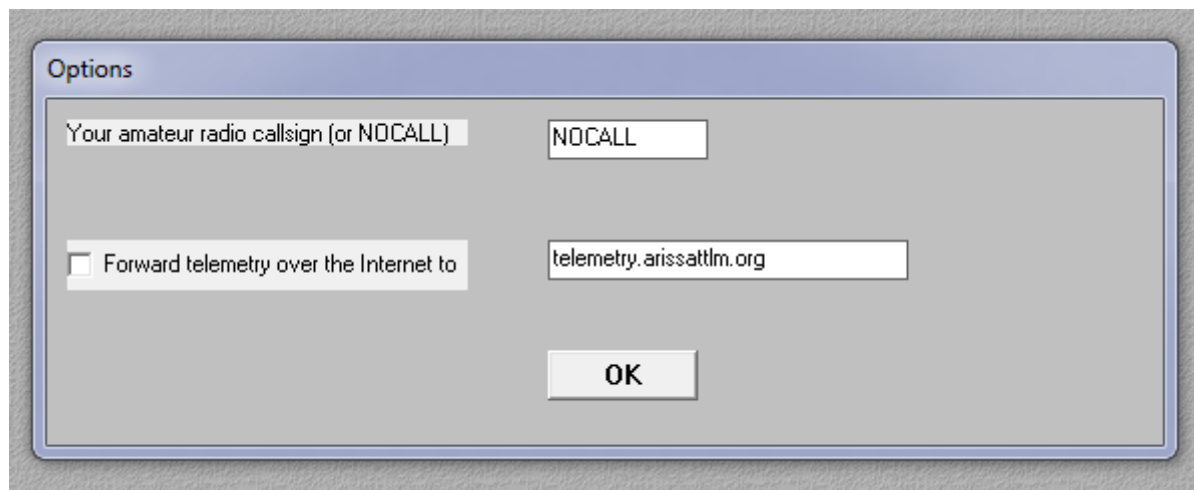 Options
Your amateur radio callsign (or NOCALL) NOCALL
Forward telemetry over the Internet to telemetry.arissattlm.org
OK